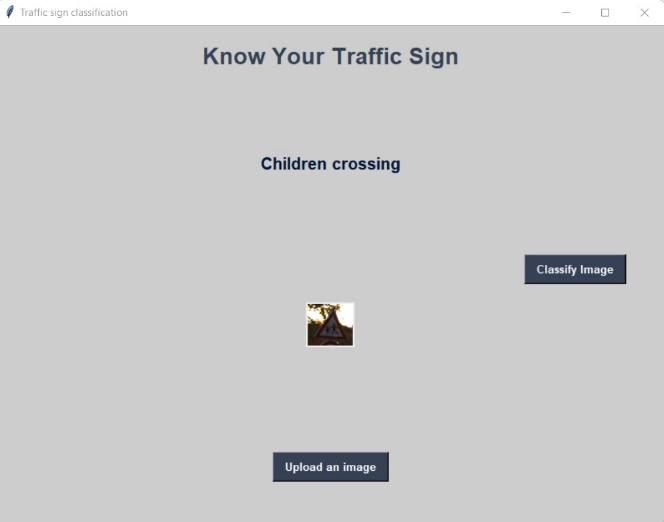 Traffic sign classification
Know Your Traffic Sign
Children crossing
Classify Image
Upload an image